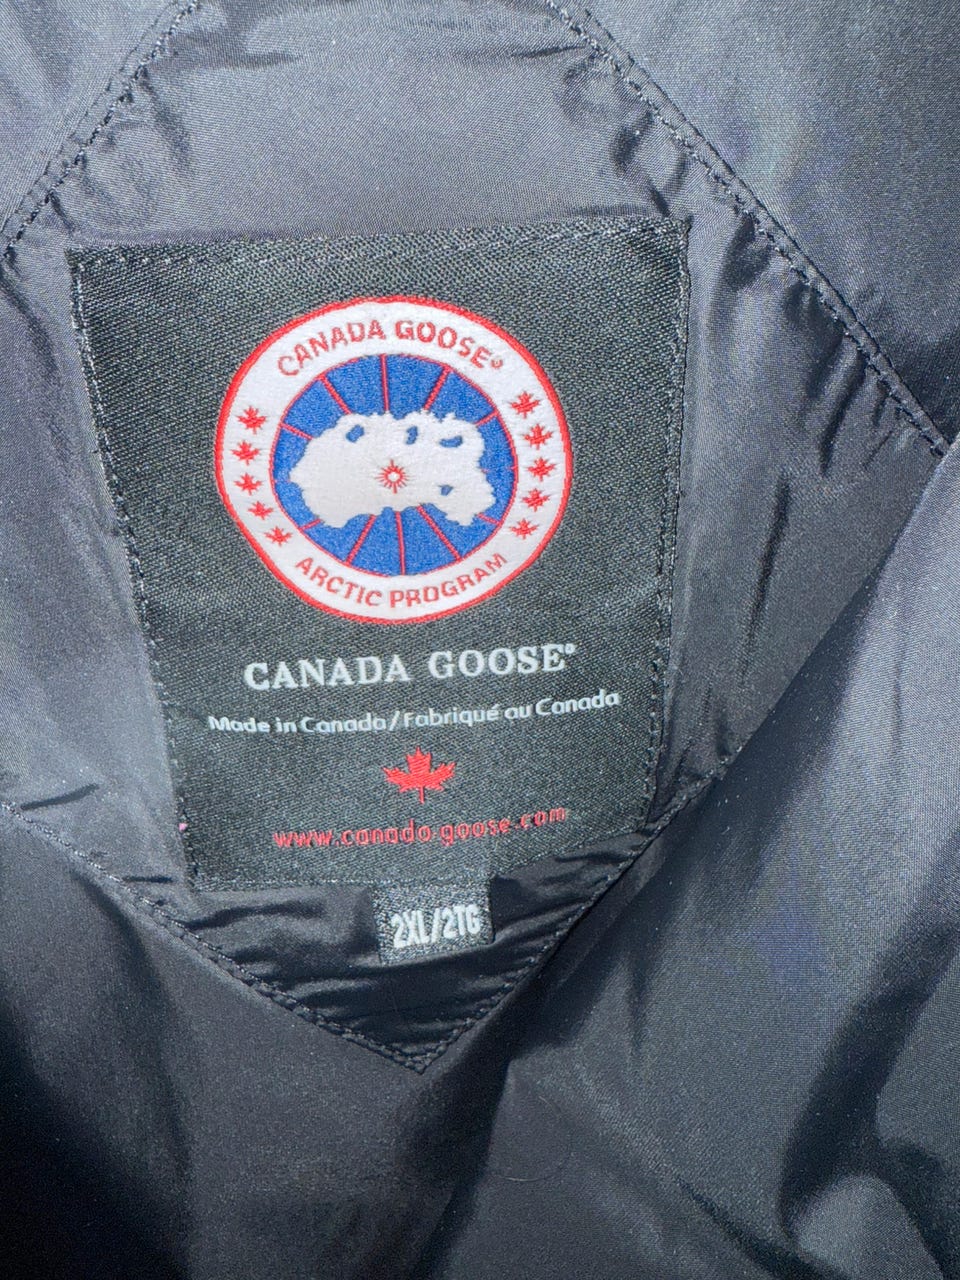 CANADA GOOSE®
ARCTIC PROGRAM
CANADA GOOSE®
Made in Canada/Fabriqué au Canada
www.canada-goose.com
2XL/2TG